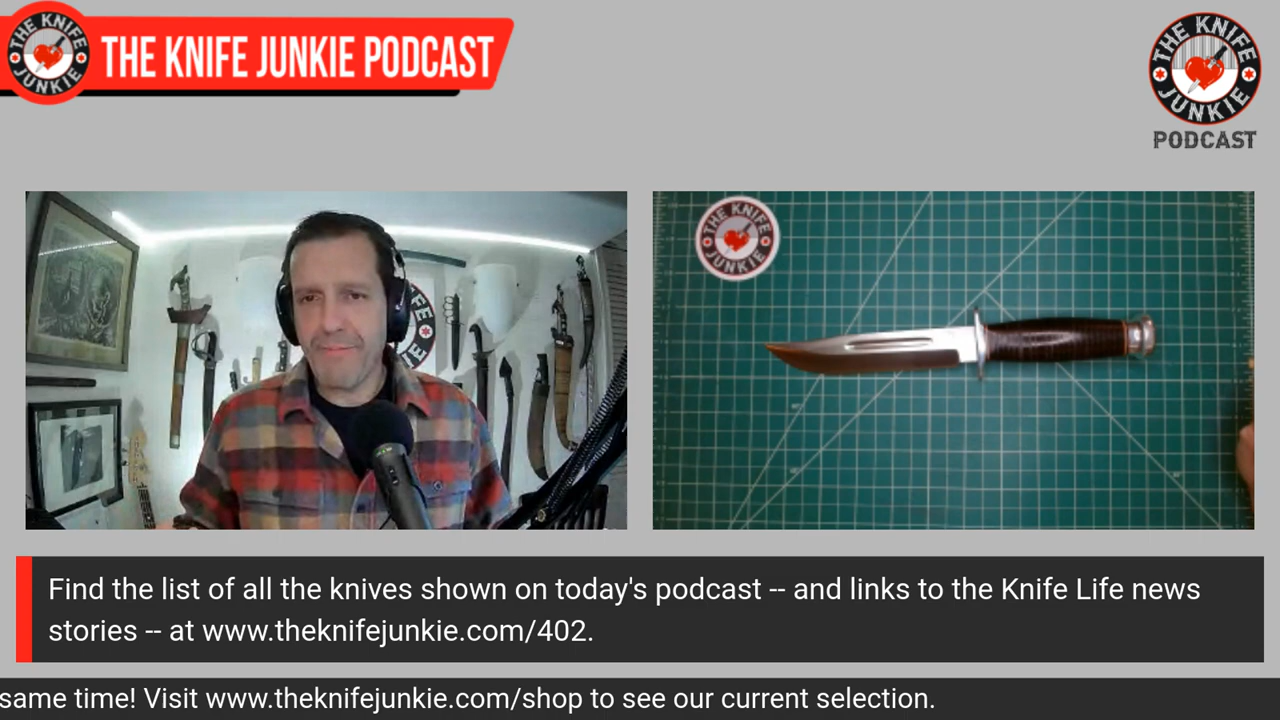 THE KNIFE
JUNKIE
THE KNIFE JUNKIE PODCAST
THE KNIFE
JUNKIE
PODCAST
THE KNIFE
JUNKIE
Find the list of all the knives shown on today's podcast -- and links to the Knife Life news
stories -- at www.theknifejunkie.com/402.
same time! Visit www.theknifejunkie.com/shop to see our current selection.